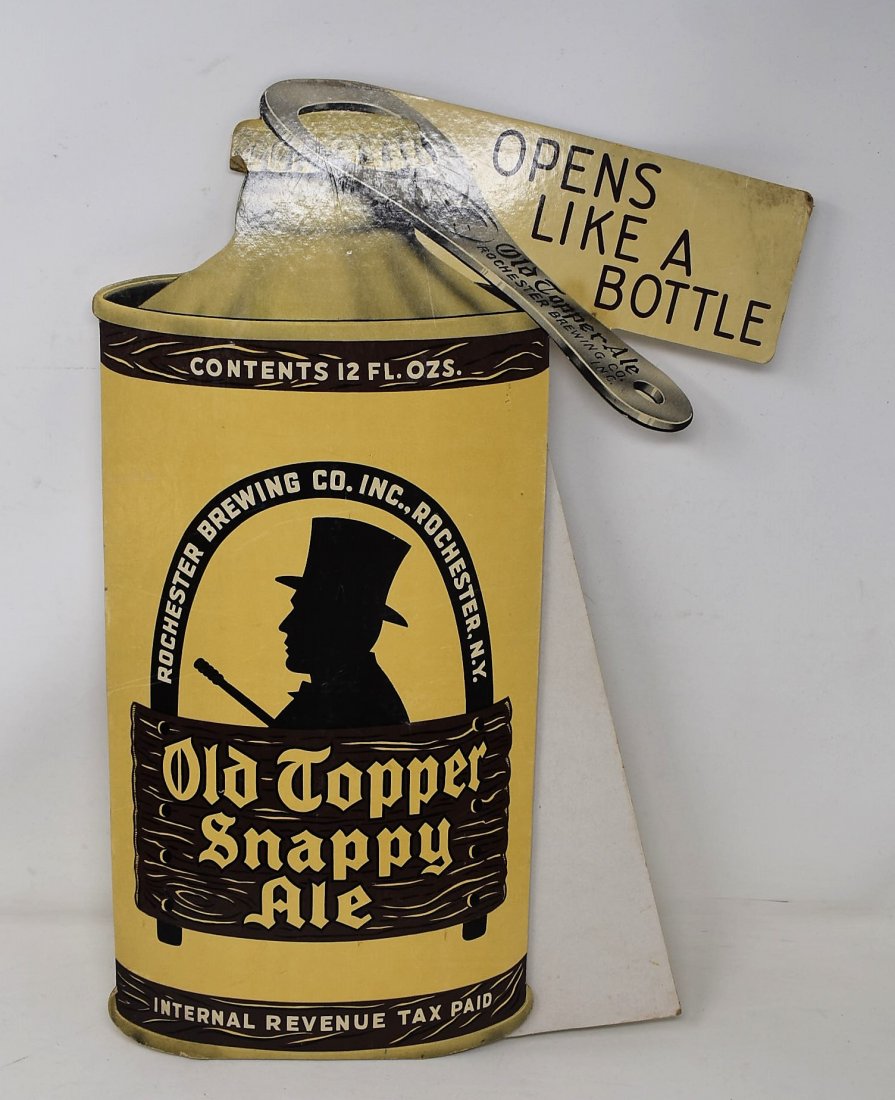 OPENS
LIKE A
BOTTLE
Old Topper Ale
ROCHESTER BREWING CO. INC.
CONTENTS 12 FL. OZS.
ROCHESTER BREWING CO. INC., ROCHESTER, N.Y.
Old Topper
Snappy
Ale
INTERNAL REVENUE TAX PAID